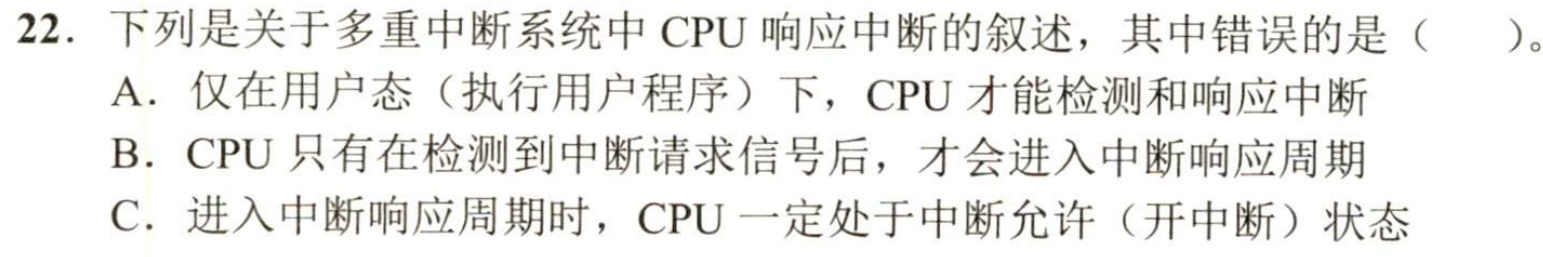 22. 下列是关于多重中断系统中 CPU 响应中断的叙述，其中错误的是（　　）。
A. 仅在用户态（执行用户程序）下，CPU 才能检测和响应中断
B. CPU 只有在检测到中断请求信号后，才会进入中断响应周期
C. 进入中断响应周期时，CPU 一定处于中断允许（开中断）状态